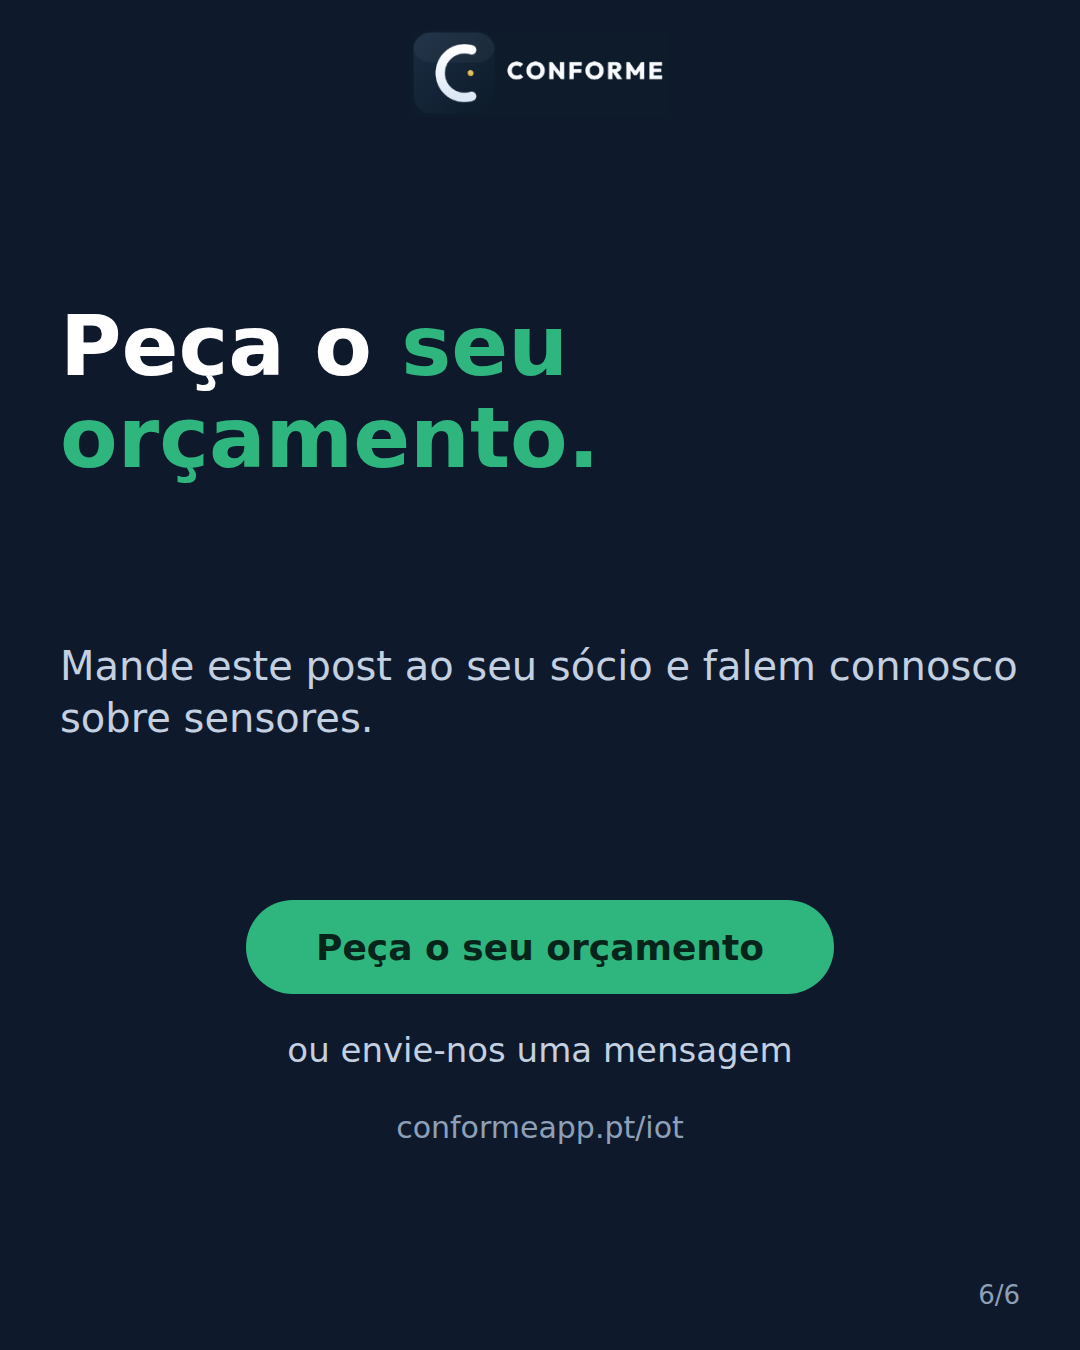 CONFORME
Peça o seu
orçamento.
Mande este post ao seu sócio e falem connosco
sobre sensores.
Peça o seu orçamento
ou envie-nos uma mensagem
conformeapp.pt/iot
6/6